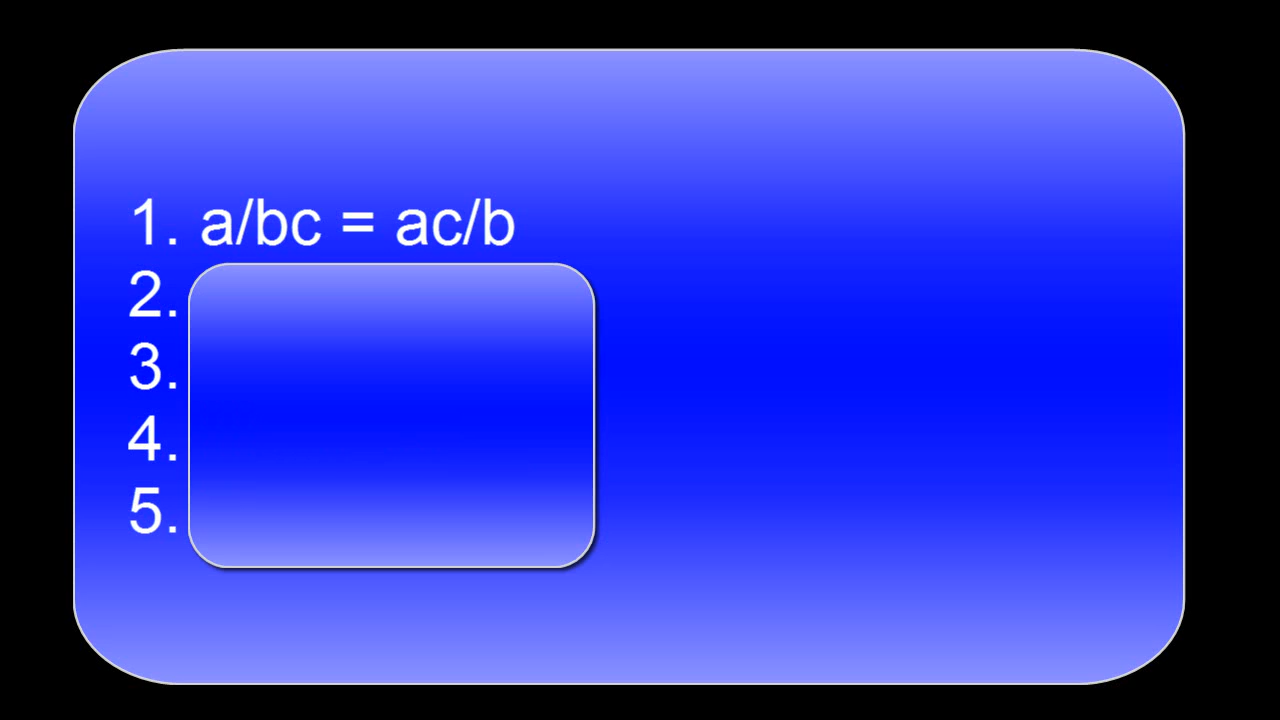 1. a/bc = ac/b
2.
3.
4.
5.